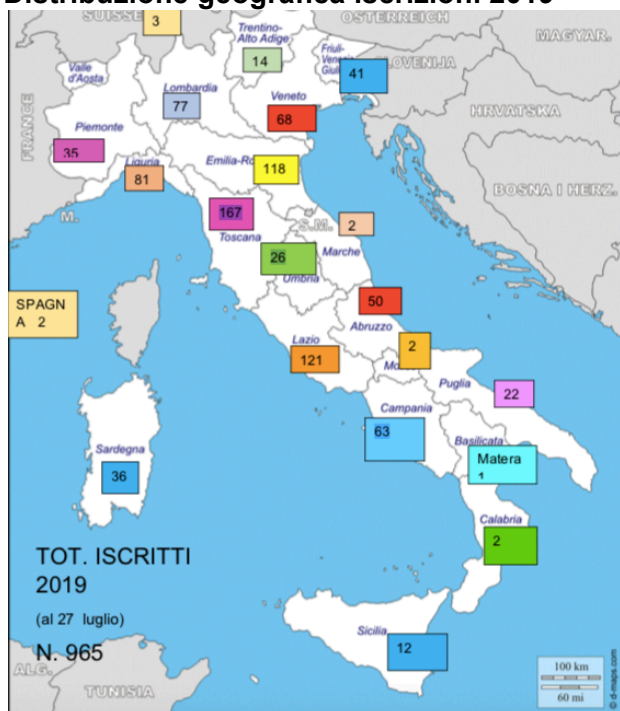 Distribuzione geografica iscrizioni 2019
SUISSE
3
ÖSTERREICH
MAGYAR.
Trentino-
Alto Adige
14
Friuli-
Venezia
Giulia
41
SLOVENIJA
Valle
d'Aosta
Lombardia
77
Veneto
68
HRVATSKA
FRANCE
Piemonte
35
Liguria
81
Emilia-Ro
118
BOSNA I HERZ.
M.
167
Toscana
S.M.
2
Marche
26
Umbria
SPAGN
A 2
50
Abruzzo
Lazio
121
2
Mo
Puglia
22
Campania
63
Basilicata
Matera
1
Sardegna
36
Calabria
2
TOT. ISCRITTI
2019
(al 27 luglio)
N. 965
Sicilia
12
ALG.
TUNISIA
100 km
60 mi
© d-maps.com